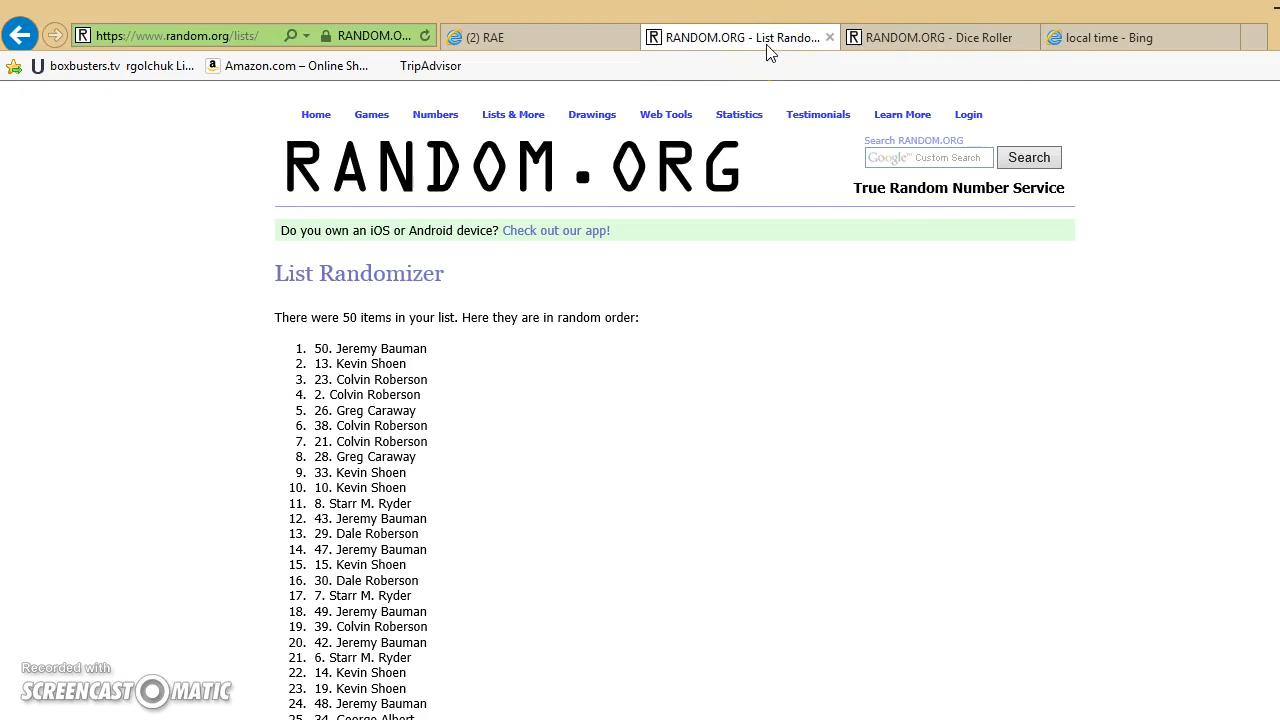 https://www.random.org/lists/
RANDOM.O...
(2) RAE
RANDOM.ORG - List Rando...
RANDOM.ORG - Dice Roller
local time - Bing
boxbusters.tv rgolchuk Li...
Amazon.com – Online Sh...
TripAdvisor
Home Games Numbers Lists & More Drawings Web Tools Statistics Testimonials Learn More Login
RANDOM.ORG
Search RANDOM.ORG
Google™ Custom Search
Search
True Random Number Service
Do you own an iOS or Android device? Check out our app!
List Randomizer
There were 50 items in your list. Here they are in random order:
1. 50. Jeremy Bauman
2. 13. Kevin Shoen
3. 23. Colvin Roberson
4. 2. Colvin Roberson
5. 26. Greg Caraway
6. 38. Colvin Roberson
7. 21. Colvin Roberson
8. 28. Greg Caraway
9. 33. Kevin Shoen
10. 10. Kevin Shoen
11. 8. Starr M. Ryder
12. 43. Jeremy Bauman
13. 29. Dale Roberson
14. 47. Jeremy Bauman
15. 15. Kevin Shoen
16. 30. Dale Roberson
17. 7. Starr M. Ryder
18. 49. Jeremy Bauman
19. 39. Colvin Roberson
20. 42. Jeremy Bauman
21. 6. Starr M. Ryder
22. 14. Kevin Shoen
23. 19. Kevin Shoen
24. 48. Jeremy Bauman
25. 34. George Albert
Recorded with
SCREENCAST-O-MATIC